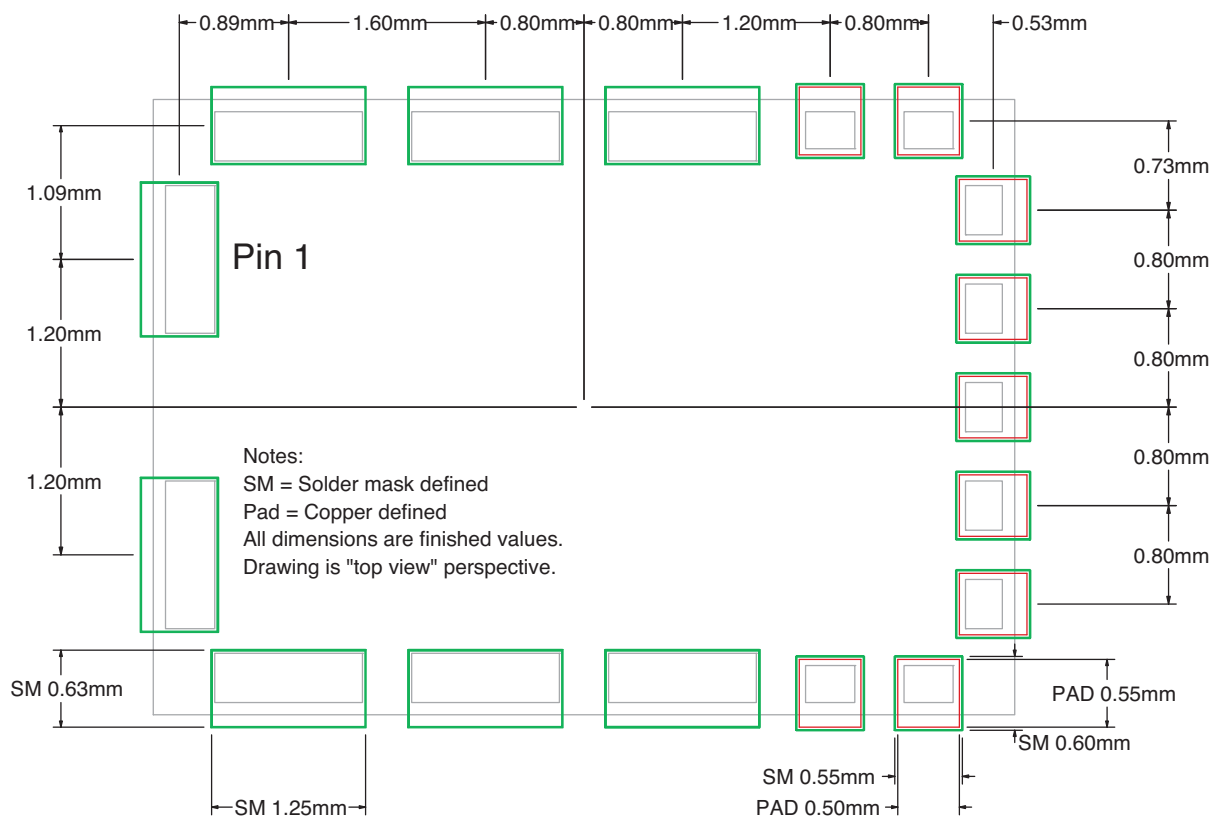 0.89mm
1.60mm
0.80mm
0.80mm
1.20mm
0.80mm
0.53mm
1.09mm
0.73mm
Pin 1
0.80mm
1.20mm
0.80mm
1.20mm
0.80mm
Notes:
SM = Solder mask defined
Pad = Copper defined
All dimensions are finished values.
Drawing is "top view" perspective.
0.80mm
SM 0.63mm
PAD 0.55mm
SM 0.60mm
SM 0.55mm
SM 1.25mm
PAD 0.50mm